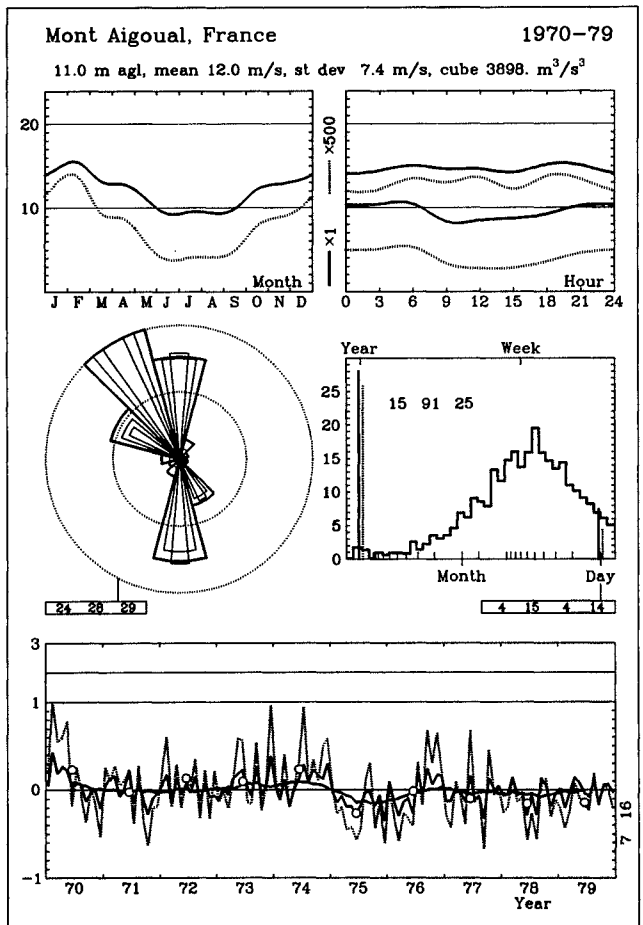 Mont Aigoual, France 1970-79
11.0 m agl, mean 12.0 m/s, st dev 7.4 m/s, cube 3898. m³/s³
20
10
J F M A M J J A S O N D
Month
×1 ×500
0 3 6 9 12 15 18 21 24
Hour
Year Week
25
20
15
10
5
0
15 91 25
Month Day
24 28 29
4 15 4 14
3
1
0
-1
70 71 72 73 74 75 76 77 78 79
Year
7 16